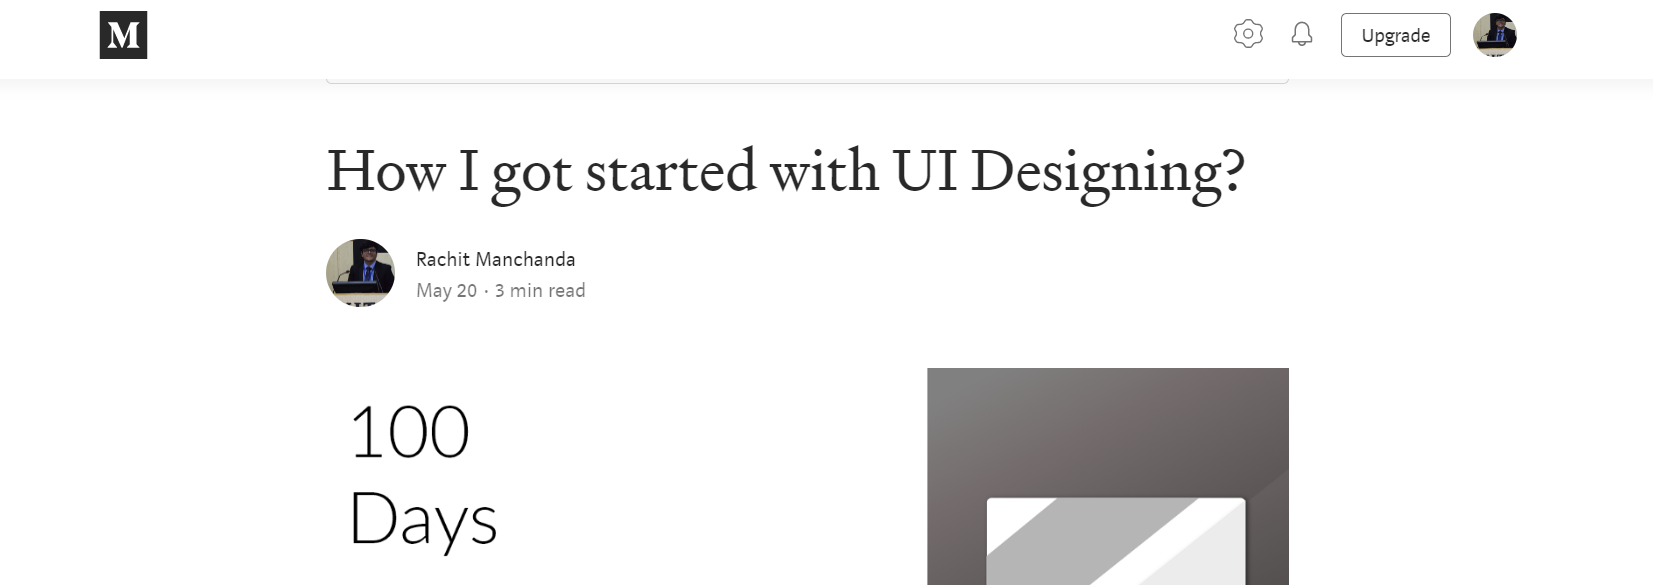 M
Upgrade
How I got started with UI Designing?
Rachit Manchanda
May 20 · 3 min read
100
Days